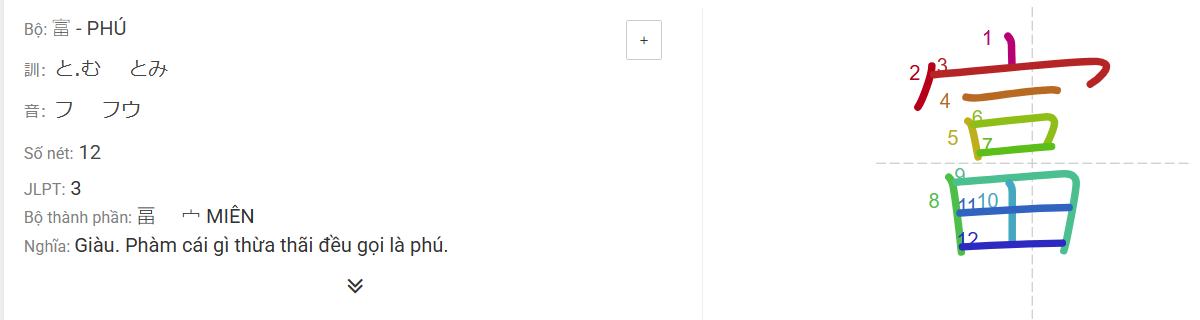 Bộ: 富 - PHÚ
訓: と.む とみ
音: フ フウ
Số nét: 12
JLPT: 3
Bộ thành phần: 畐 宀 MIÊN
Nghĩa: Giàu. Phàm cái gì thừa thãi đều gọi là phú.
+
1
2 3
4
6
5
7
9
8
11 10
12